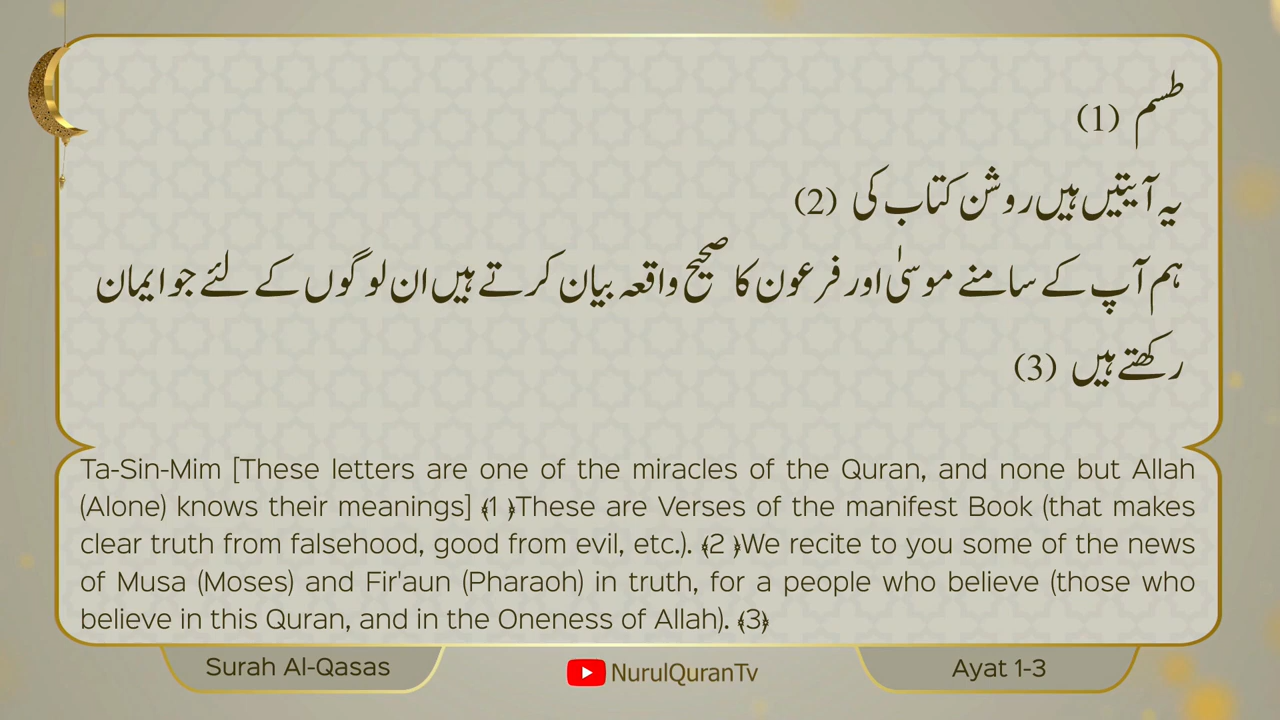 طسم (1)
یہ آیتیں ہیں روشن کتاب کی (2)
ہم آپ کے سامنے موسیٰ اور فرعون کا صحیح واقعہ بیان کرتے ہیں ان لوگوں کے لئے جو ایمان
رکھتے ہیں (3)
Ta-Sin-Mim [These letters are one of the miracles of the Quran, and none but Allah
(Alone) knows their meanings] ﴾1 ﴿These are Verses of the manifest Book (that makes
clear truth from falsehood, good from evil, etc.). ﴾2 ﴿We recite to you some of the news
of Musa (Moses) and Fir'aun (Pharaoh) in truth, for a people who believe (those who
believe in this Quran, and in the Oneness of Allah). ﴾3﴿
Surah Al-Qasas
NurulQuranTv
Ayat 1-3